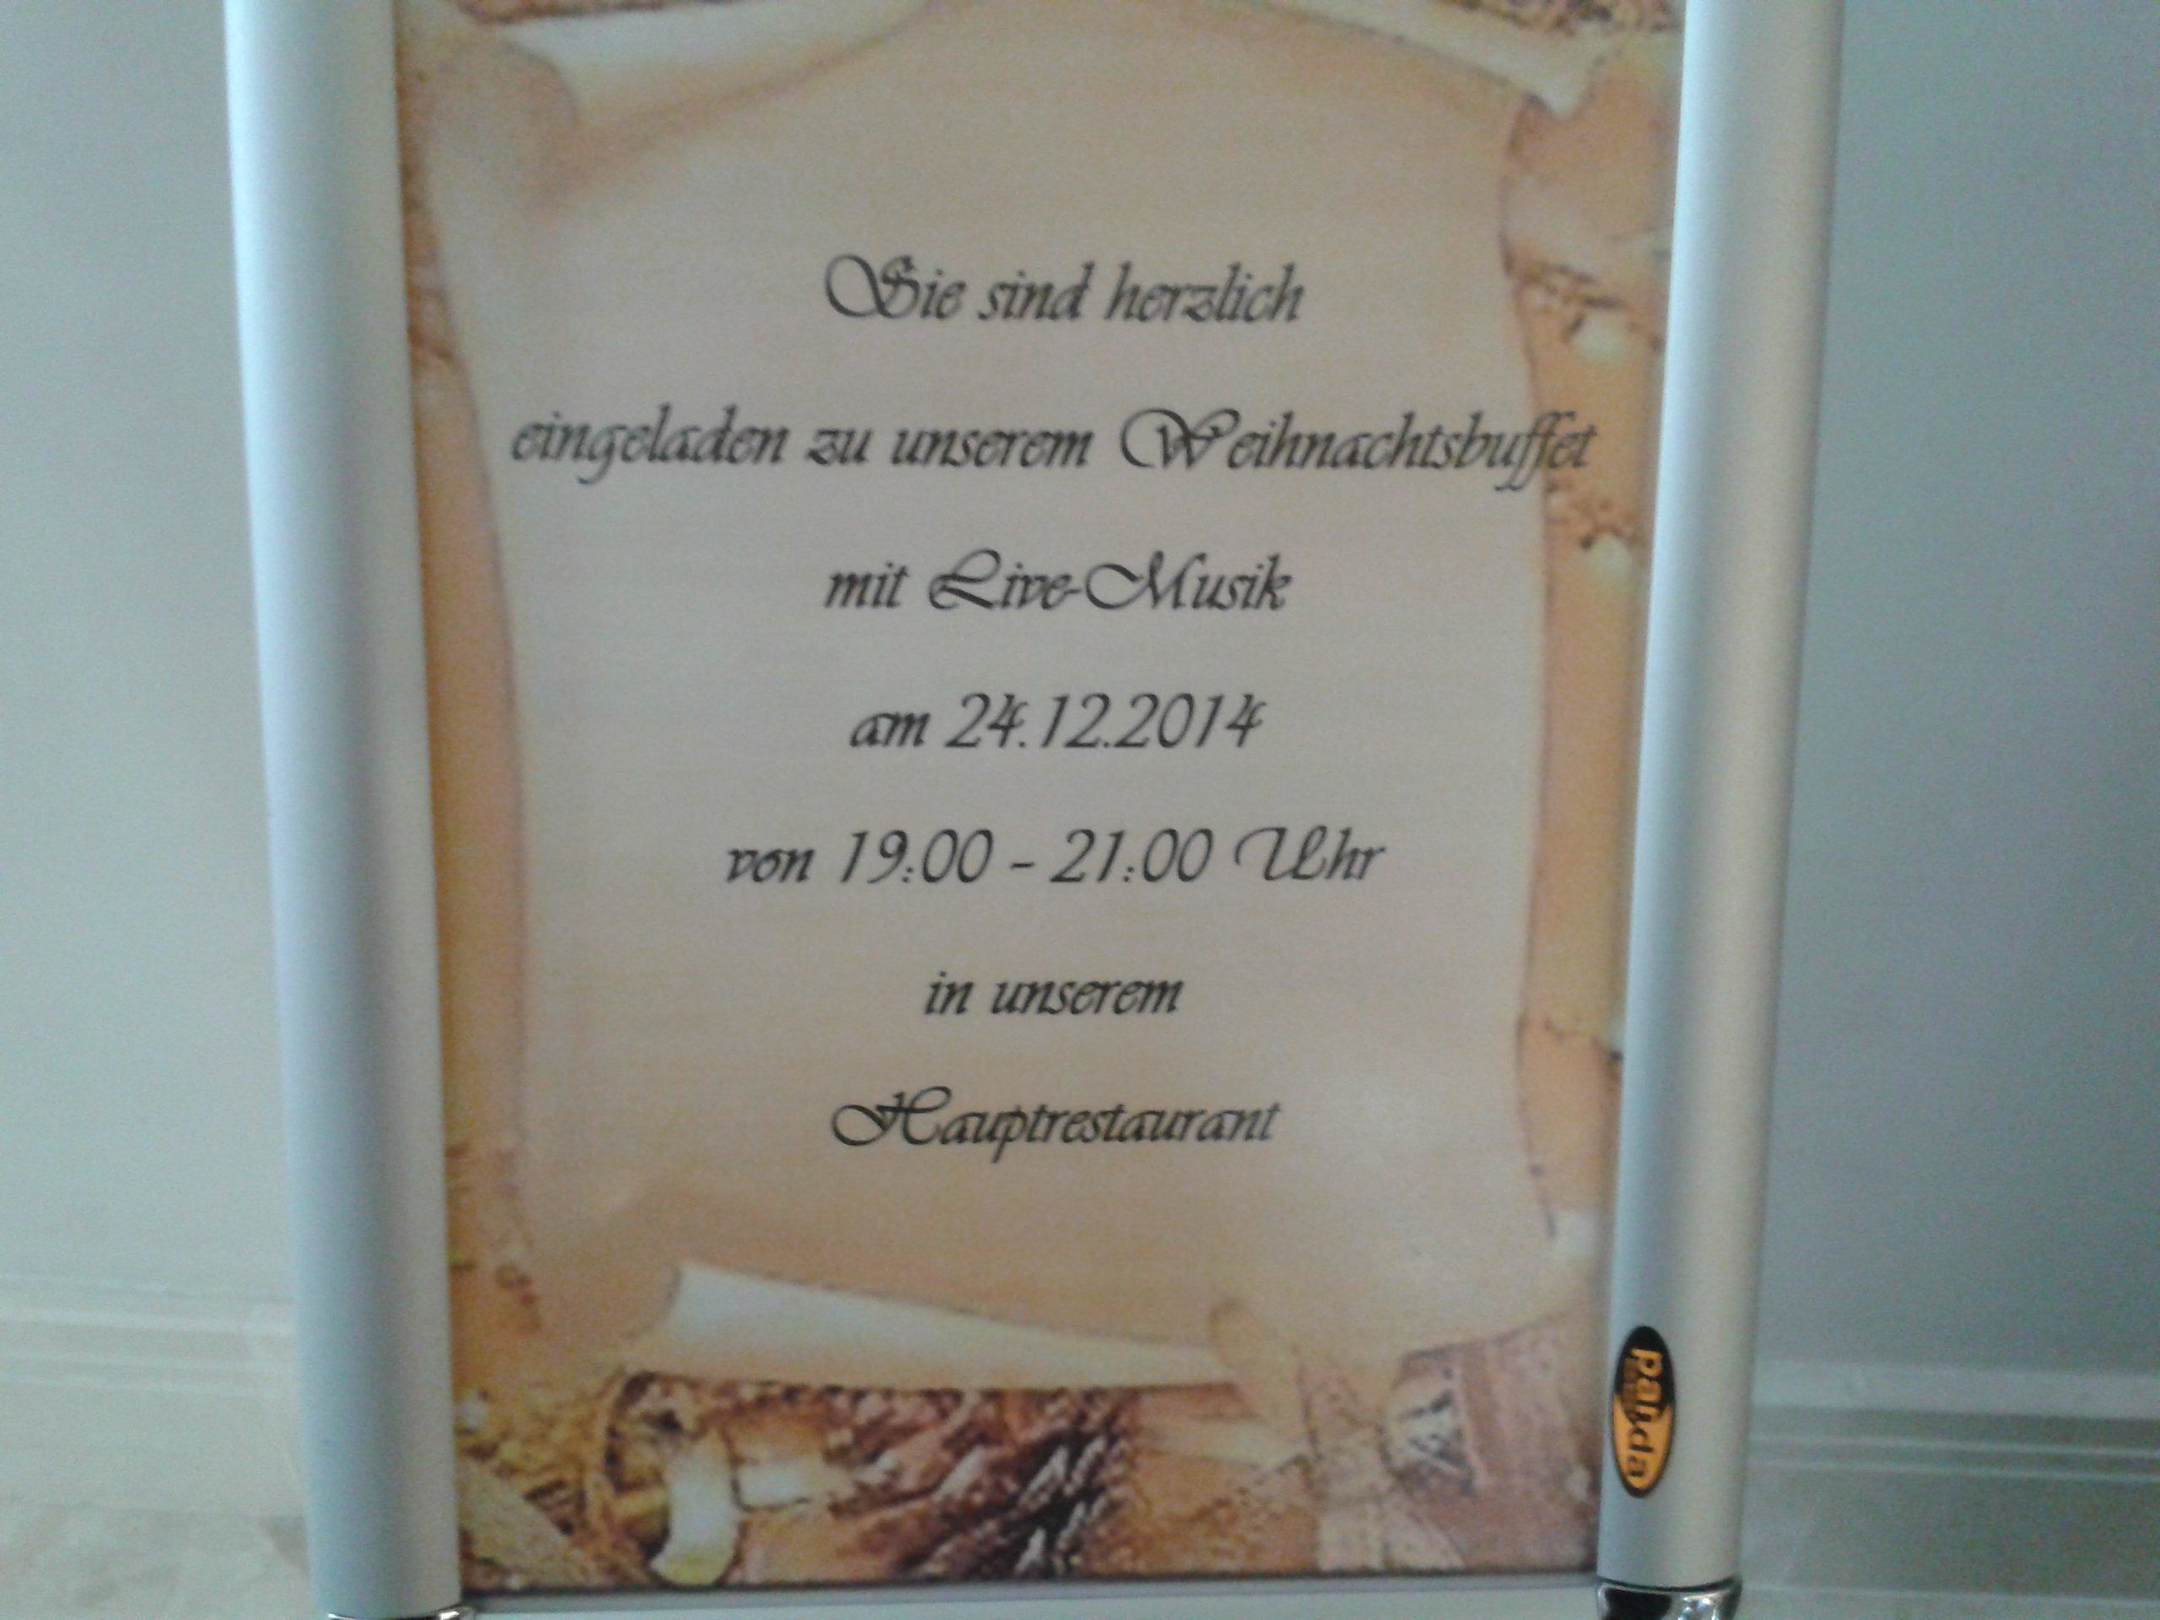 Sie sind herzlich
eingeladen zu unserem Weihnachtsbuffet
mit Live-Musik
am 24.12.2014
von 19:00 - 21:00 Uhr
in unserem
Hauptrestaurant